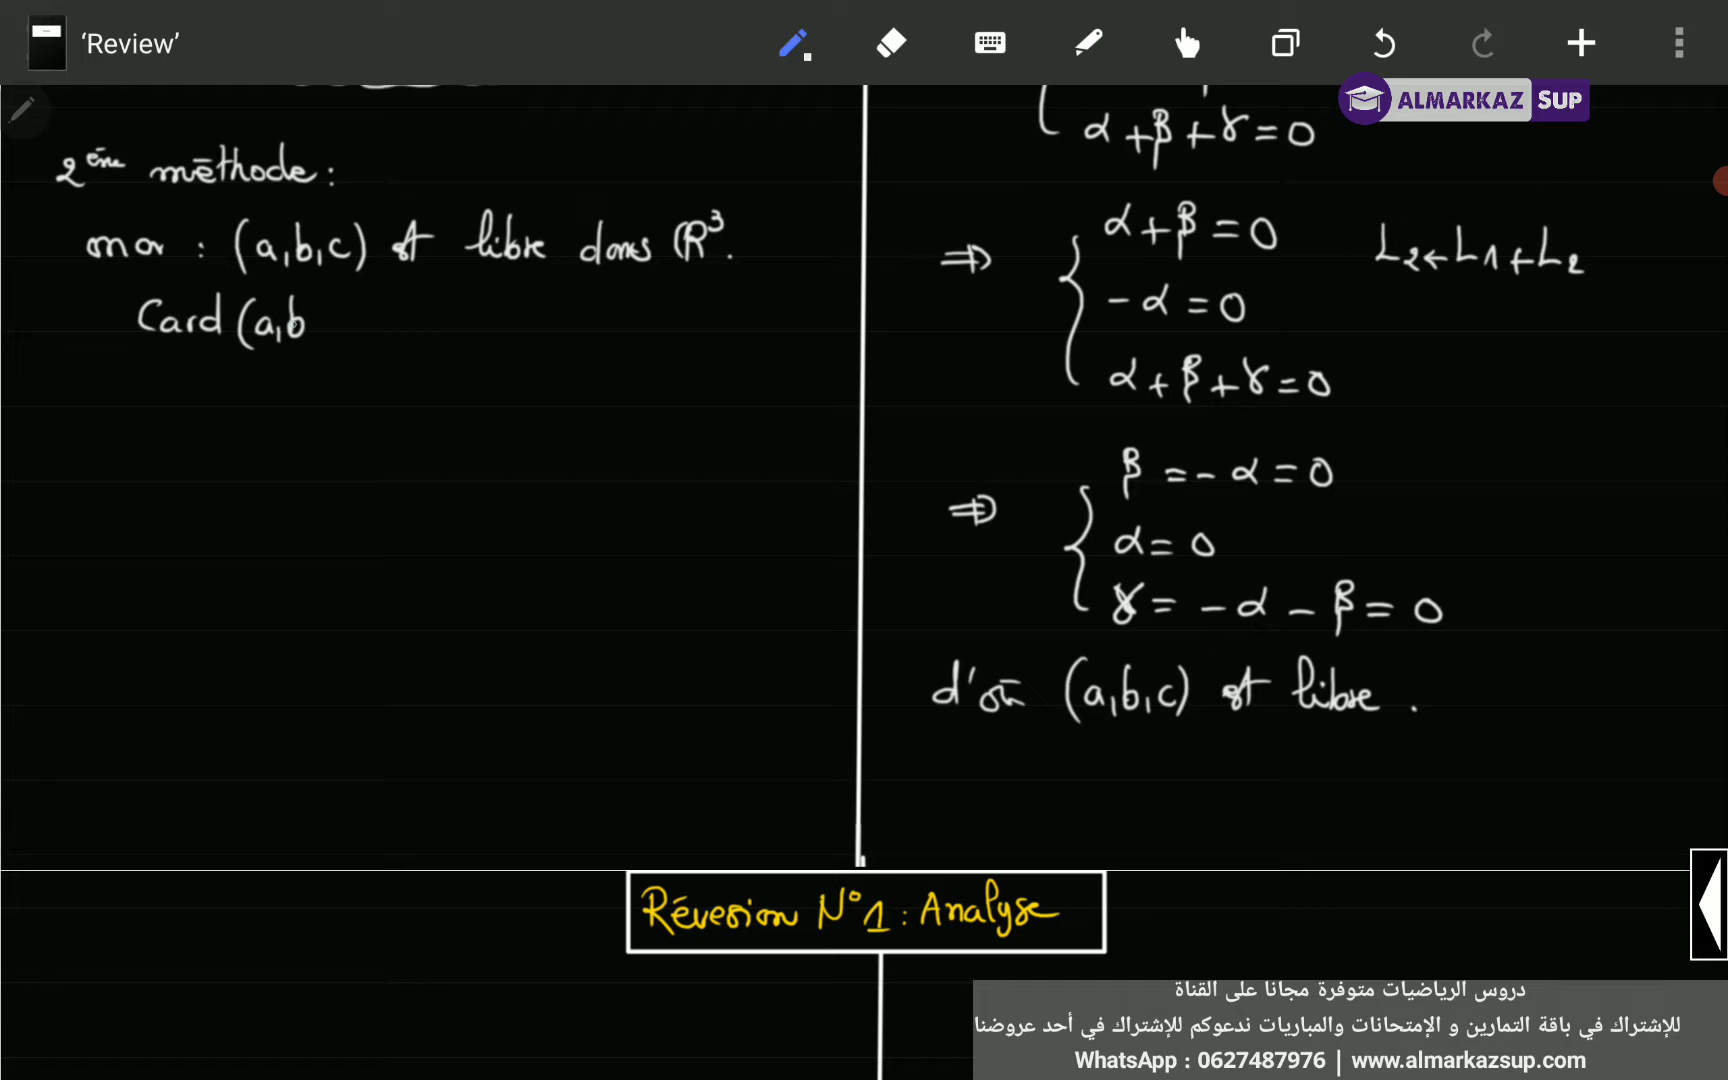 ‘Review’
ALMARKAZ SUP
2ème méthode :
on a : (a,b,c) est libre dans ℝ³.
Card (a,b
α + β + γ = 0
⇒ { α + β = 0
- α = 0
α + β + γ = 0
L₂ ← L₁ + L₂
⇒ { β = - α = 0
α = 0
γ = - α - β = 0
d'où (a,b,c) est libre .
Révesion N°1 : Analyse
دروس الرياضيات متوفرة مجانا على القناة
للإشتراك في باقة التمارين و الإمتحانات والمباريات ندعوكم للإشتراك في أحد عروضنا
WhatsApp : 0627487976 | www.almarkazsup.com